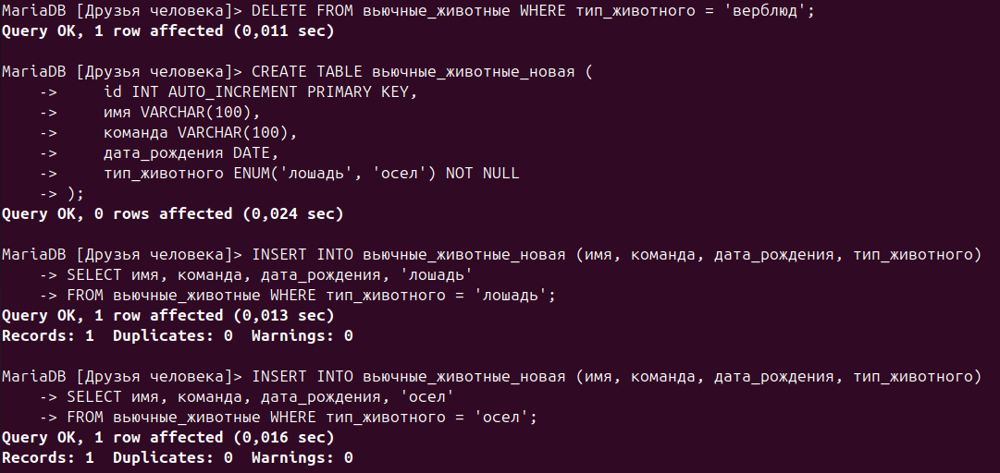 MariaDB [Друзья человека]> DELETE FROM вьючные_животные WHERE тип_животного = 'верблюд';
Query OK, 1 row affected (0,011 sec)
MariaDB [Друзья человека]> CREATE TABLE вьючные_животные_новая (
    ->     id INT AUTO_INCREMENT PRIMARY KEY,
    ->     имя VARCHAR(100),
    ->     команда VARCHAR(100),
    ->     дата_рождения DATE,
    ->     тип_животного ENUM('лошадь', 'осел') NOT NULL
    -> );
Query OK, 0 rows affected (0,024 sec)
MariaDB [Друзья человека]> INSERT INTO вьючные_животные_новая (имя, команда, дата_рождения, тип_животного)
    -> SELECT имя, команда, дата_рождения, 'лошадь'
    -> FROM вьючные_животные WHERE тип_животного = 'лошадь';
Query OK, 1 row affected (0,013 sec)
Records: 1  Duplicates: 0  Warnings: 0
MariaDB [Друзья человека]> INSERT INTO вьючные_животные_новая (имя, команда, дата_рождения, тип_животного)
    -> SELECT имя, команда, дата_рождения, 'осел'
    -> FROM вьючные_животные WHERE тип_животного = 'осел';
Query OK, 1 row affected (0,016 sec)
Records: 1  Duplicates: 0  Warnings: 0